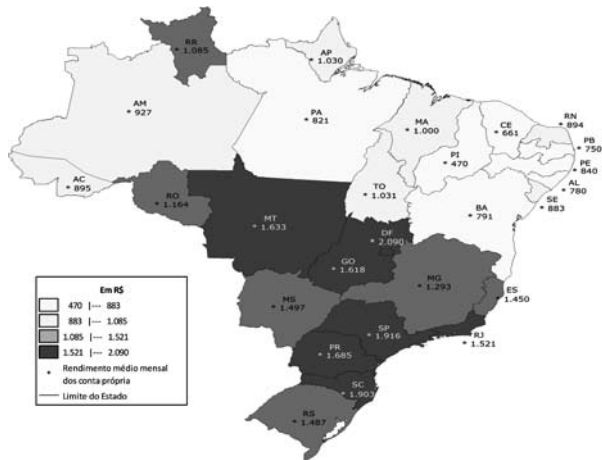 RR
1.085
AP
1.030
AM
927
PA
821
MA
1.000
CE
661
RN
894
PB
750
PE
840
AL
780
SE
883
PI
470
AC
895
RO
1.164
TO
1.031
BA
791
MT
1.633
DF
2.090
GO
1.618
MG
1.293
ES
1.450
MS
1.497
SP
1.916
RJ
1.521
PR
1.685
SC
1.903
RS
1.487
Em R$
470 |--- 883
883 |--- 1.085
1.085 |--- 1.521
1.521 |--- 2.090
* Rendimento médio mensal
dos conta própria
— Limite do Estado